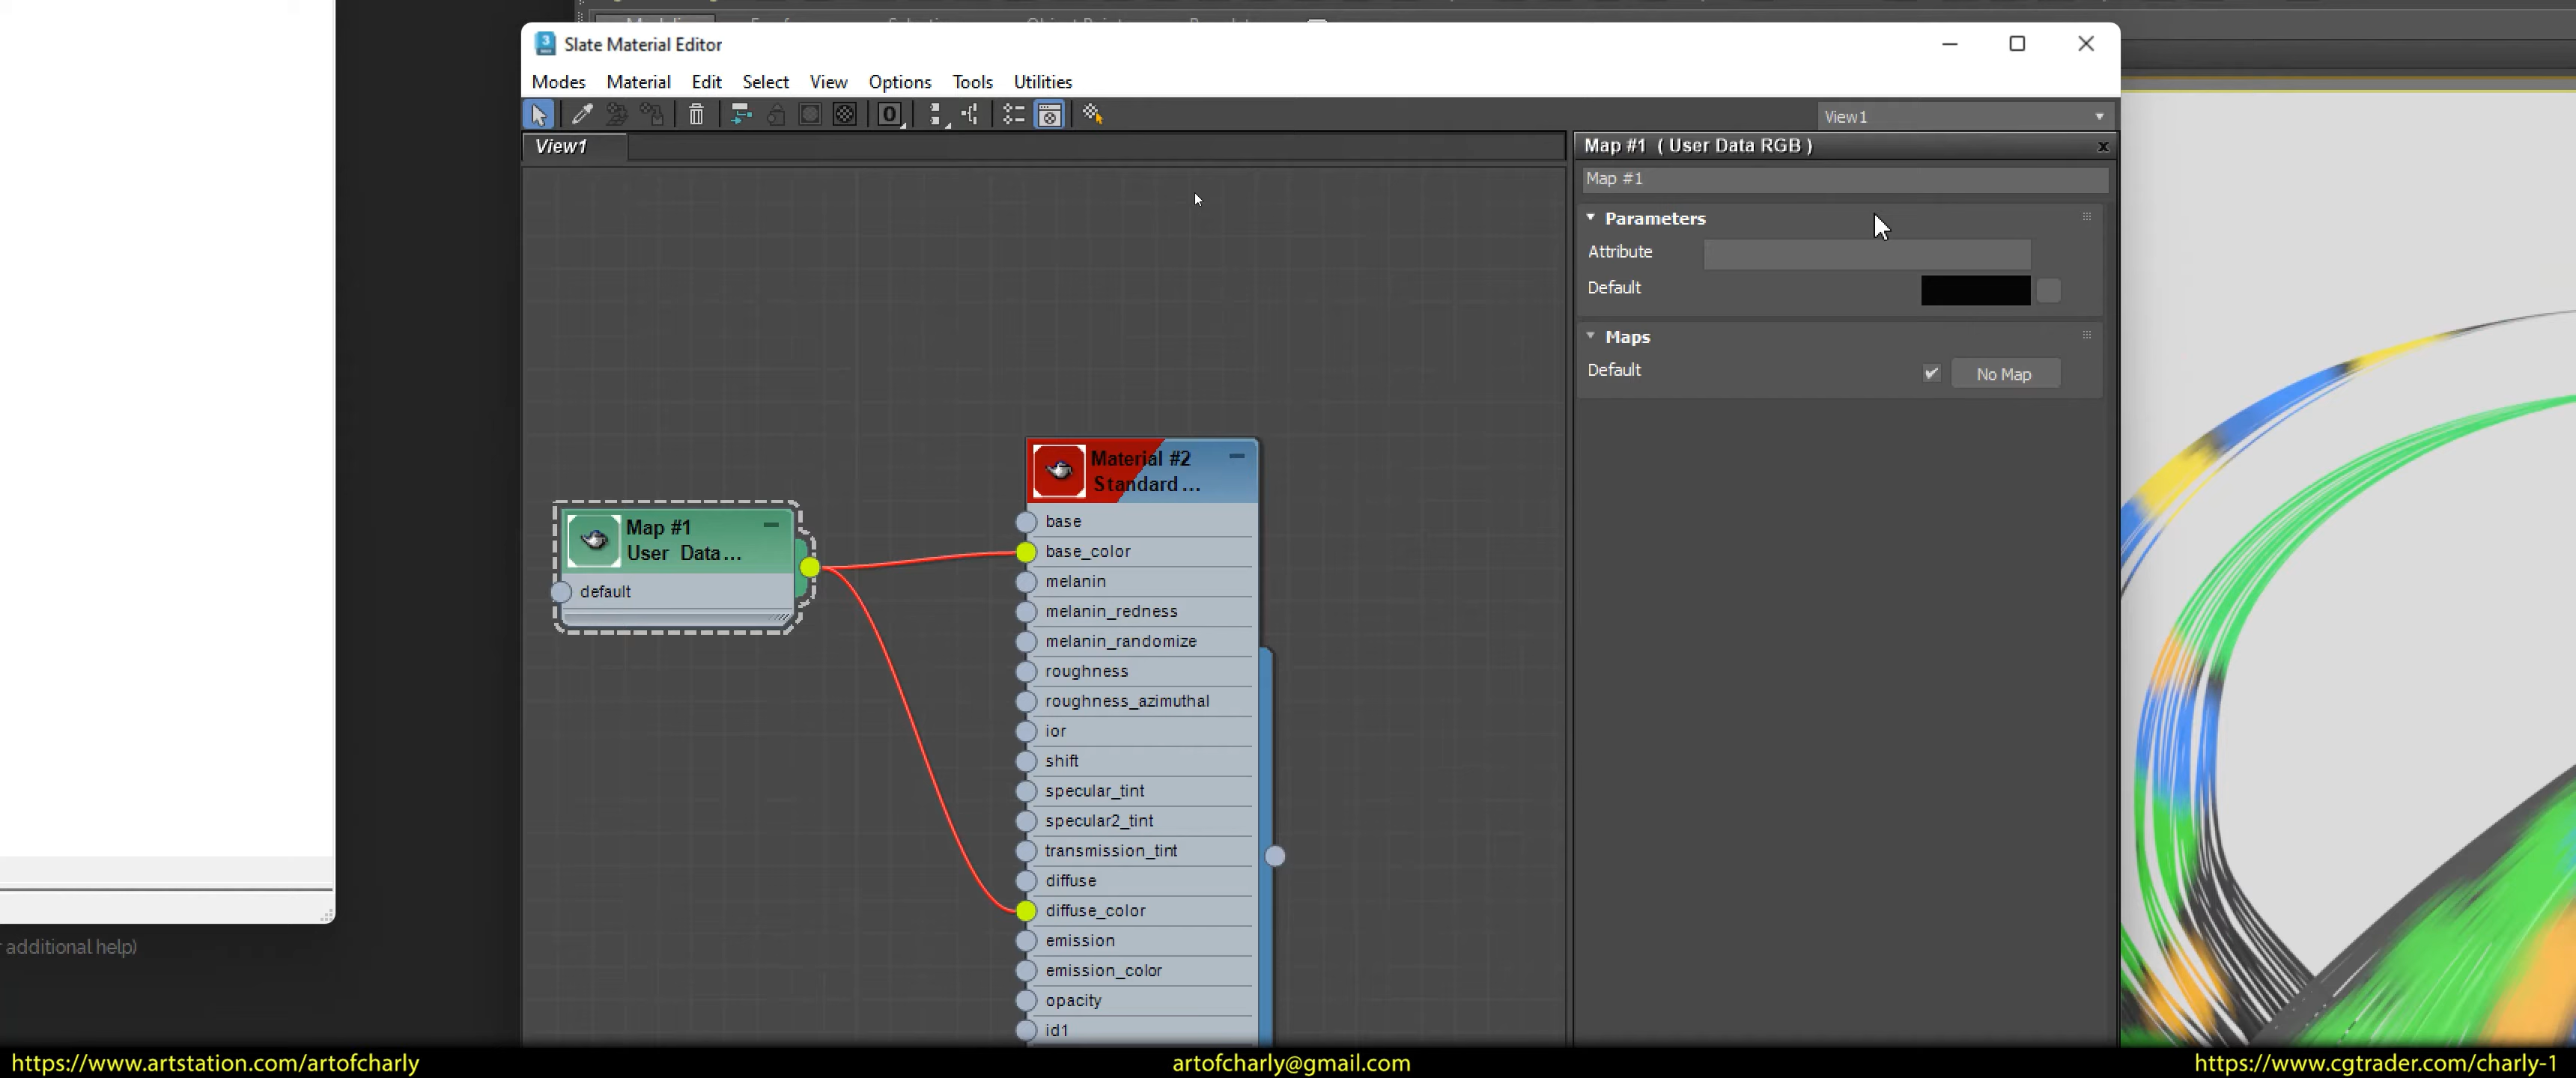 Slate Material Editor
Modes Material Edit Select View Options Tools Utilities
View1
View1
Map #1 ( User Data RGB )
x
Map #1
Parameters
Attribute
Default
Maps
Default
No Map
Map #1
User Data...
default
Material #2
Standard ...
base
base_color
melanin
melanin_redness
melanin_randomize
roughness
roughness_azimuthal
ior
shift
specular_tint
specular2_tint
transmission_tint
diffuse
diffuse_color
emission
emission_color
opacity
id1
additional help)
https://www.artstation.com/artofcharly
artofcharly@gmail.com
https://www.cgtrader.com/charly-1